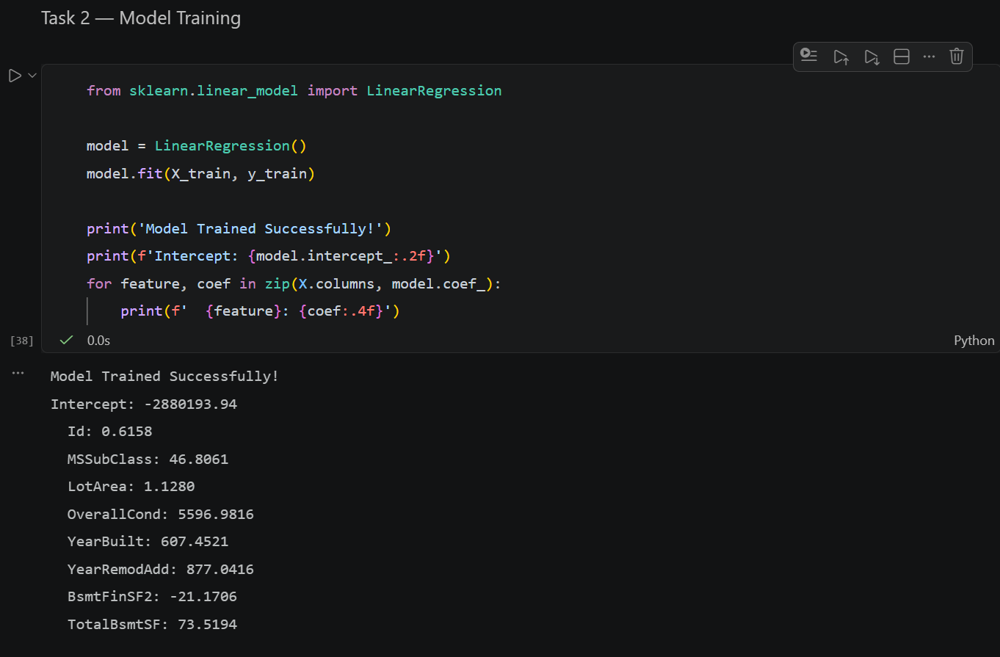 Task 2 — Model Training
from sklearn.linear_model import LinearRegression
model = LinearRegression()
model.fit(X_train, y_train)
print('Model Trained Successfully!')
print(f'Intercept: {model.intercept_:.2f}')
for feature, coef in zip(X.columns, model.coef_):
    print(f'  {feature}: {coef:.4f}')
[38] 0.0s Python
Model Trained Successfully!
Intercept: -2880193.94
  Id: 0.6158
  MSSubClass: 46.8061
  LotArea: 1.1280
  OverallCond: 5596.9816
  YearBuilt: 607.4521
  YearRemodAdd: 877.0416
  BsmtFinSF2: -21.1706
  TotalBsmtSF: 73.5194